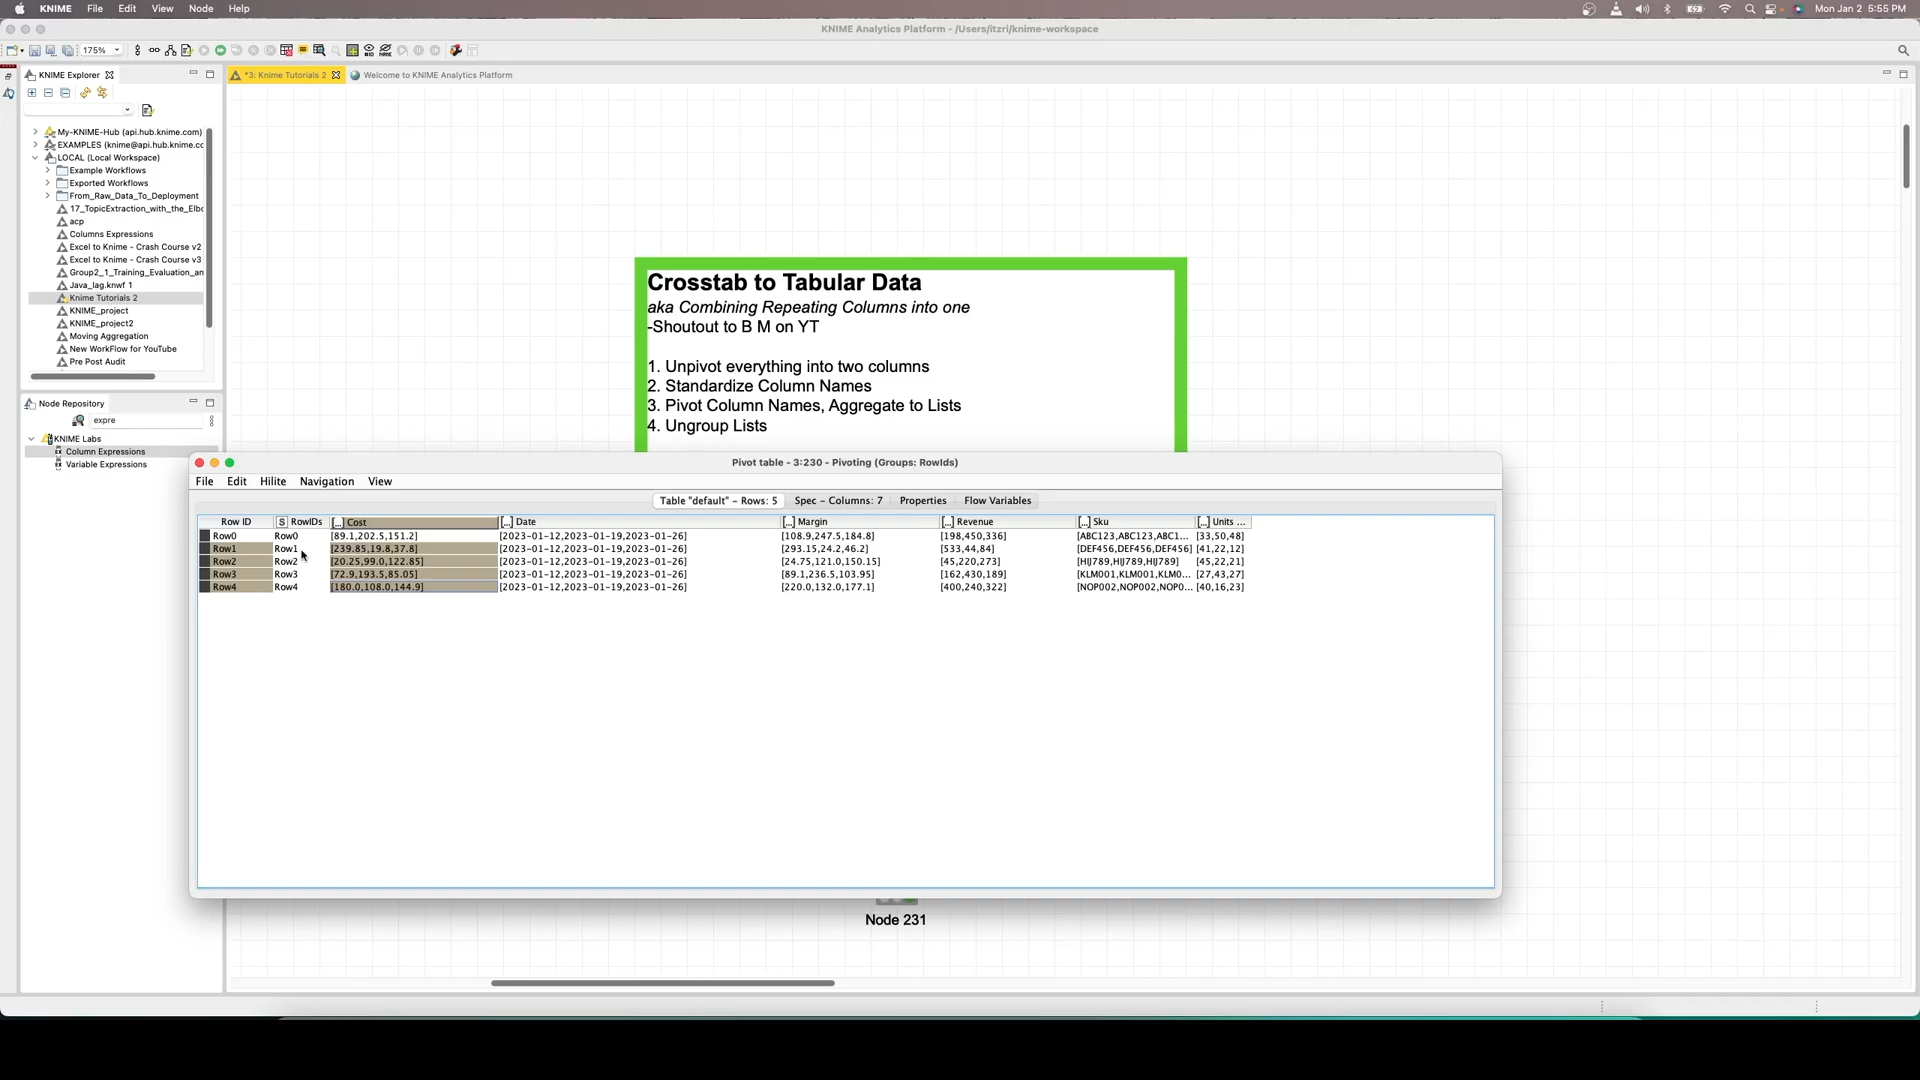 KNIME File Edit View Node Help
Mon Jan 2 5:55 PM
KNIME Analytics Platform - /Users/itzri/knime-workspace
175%
KNIME Explorer
*3: Knime Tutorials 2
Welcome to KNIME Analytics Platform
My-KNIME-Hub (api.hub.knime.com)
EXAMPLES (knime@api.hub.knime.cc
LOCAL (Local Workspace)
Example Workflows
Exported Workflows
From_Raw_Data_To_Deployment
17_TopicExtraction_with_the_Elbc
acp
Columns Expressions
Excel to Knime - Crash Course v2
Excel to Knime - Crash Course v3
Group2_1_Training_Evaluation_an
Java_lag.knwf 1
Knime Tutorials 2
KNIME_project
KNIME_project2
Moving Aggregation
New WorkFlow for YouTube
Pre Post Audit
Node Repository
expre
KNIME Labs
Column Expressions
Variable Expressions
Crosstab to Tabular Data
aka Combining Repeating Columns into one
-Shoutout to B M on YT
1. Unpivot everything into two columns
2. Standardize Column Names
3. Pivot Column Names, Aggregate to Lists
4. Ungroup Lists
Pivot table - 3:230 - Pivoting (Groups: RowIds)
File Edit Hilite Navigation View
Table "default" - Rows: 5 Spec - Columns: 7 Properties Flow Variables
Row ID S RowIDs [...] Cost [...] Date [...] Margin [...] Revenue [...] Sku [...] Units ...
Row0 Row0 [89.1,202.5,151.2] [2023-01-12,2023-01-19,2023-01-26] [108.9,247.5,184.8] [198,450,336] [ABC123,ABC123,ABC1... [33,50,48]
Row1 Row1 [239.85,19.8,37.8] [2023-01-12,2023-01-19,2023-01-26] [293.15,24.2,46.2] [533,44,84] [DEF456,DEF456,DEF456] [41,22,12]
Row2 Row2 [20.25,99.0,122.85] [2023-01-12,2023-01-19,2023-01-26] [24.75,121.0,150.15] [45,220,273] [HIJ789,HIJ789,HIJ789] [45,22,21]
Row3 Row3 [72.9,193.5,85.05] [2023-01-12,2023-01-19,2023-01-26] [89.1,236.5,103.95] [162,430,189] [KLM001,KLM001,KLM0... [27,43,27]
Row4 Row4 [180.0,108.0,144.9] [2023-01-12,2023-01-19,2023-01-26] [220.0,132.0,177.1] [400,240,322] [NOP002,NOP002,NOP0... [40,16,23]
Node 231